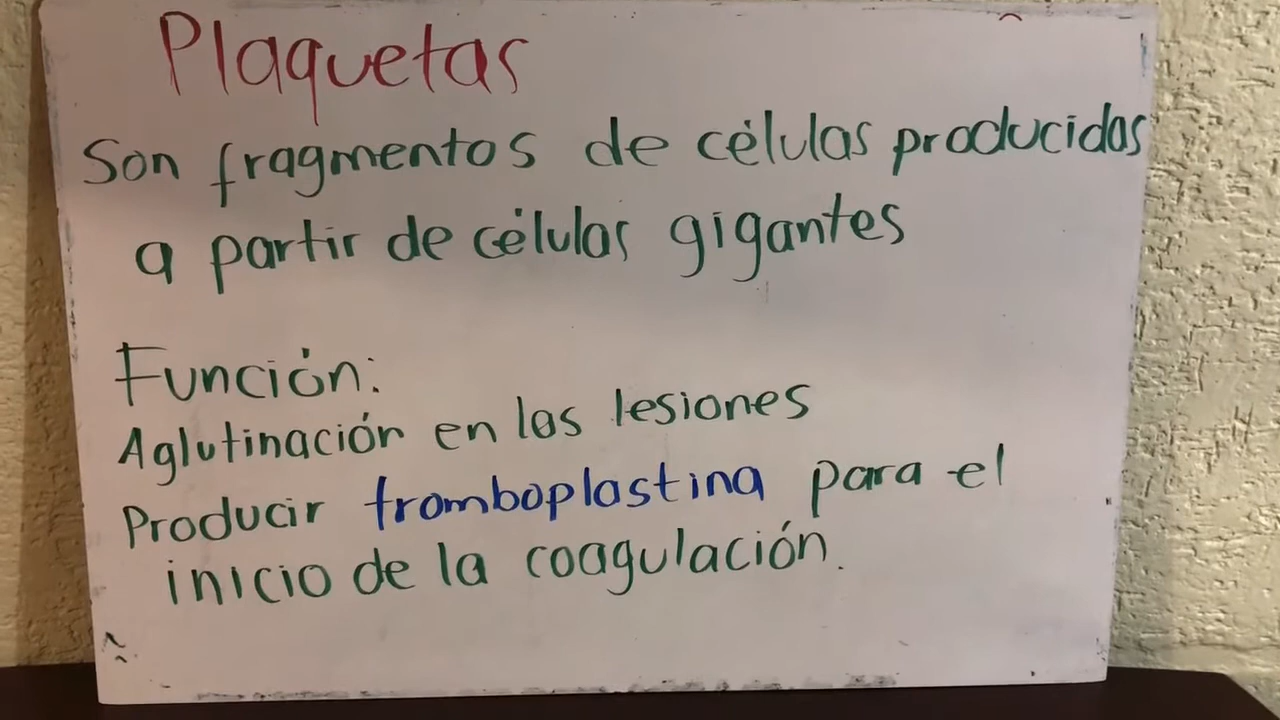 Plaquetas
Son fragmentos de células producidas
a partir de células gigantes
Función:
Aglutinación en las lesiones
Producir tromboplastina para el
inicio de la coagulación.